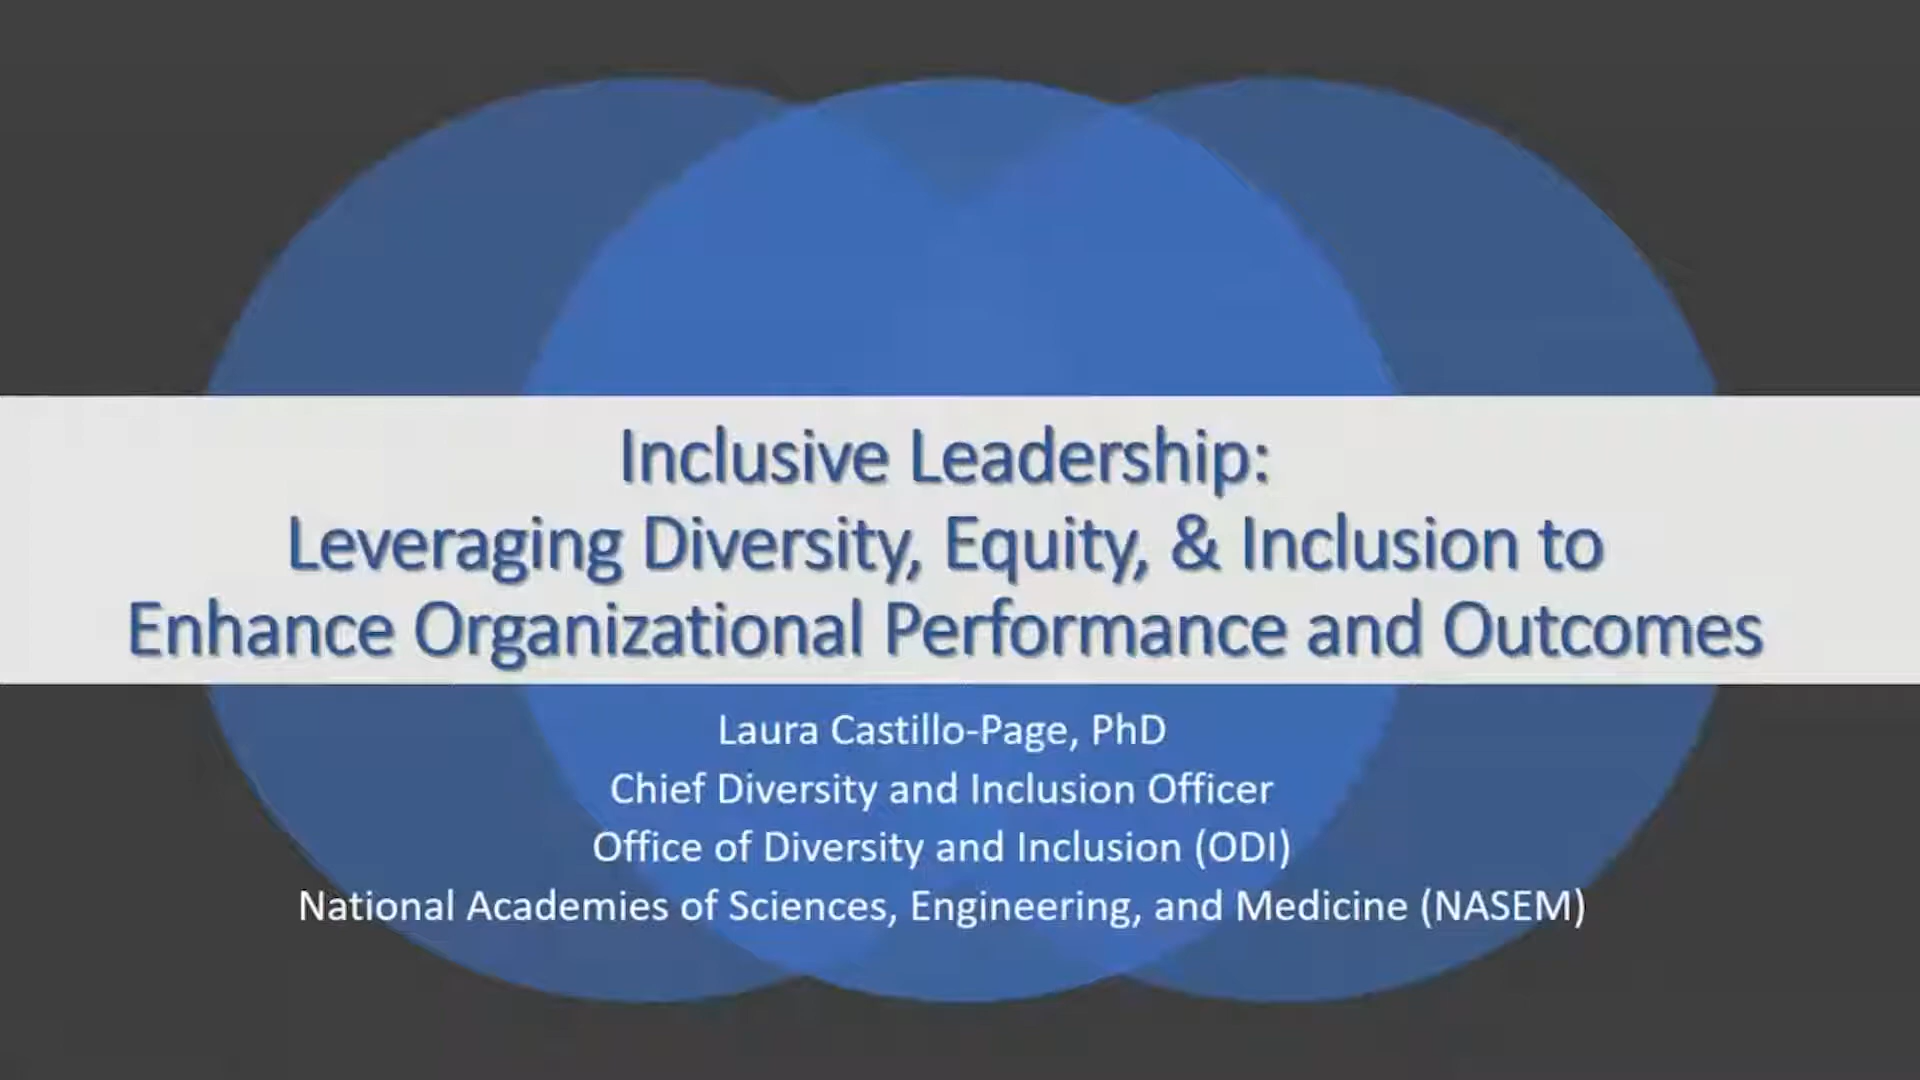 Inclusive Leadership:
Leveraging Diversity, Equity, & Inclusion to
Enhance Organizational Performance and Outcomes
Laura Castillo-Page, PhD
Chief Diversity and Inclusion Officer
Office of Diversity and Inclusion (ODI)
National Academies of Sciences, Engineering, and Medicine (NASEM)